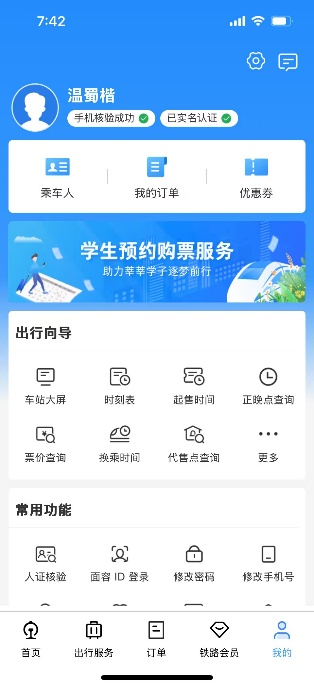 7:42
温蜀楷
手机核验成功 已实名认证
乘车人 我的订单 优惠券
学生预约购票服务
助力莘莘学子逐梦前行
出行向导
车站大屏 时刻表 起售时间 正晚点查询
票价查询 换乘时间 代售点查询 更多
常用功能
人证核验 面容 ID 登录 修改密码 修改手机号
首页 出行服务 订单 铁路会员 我的